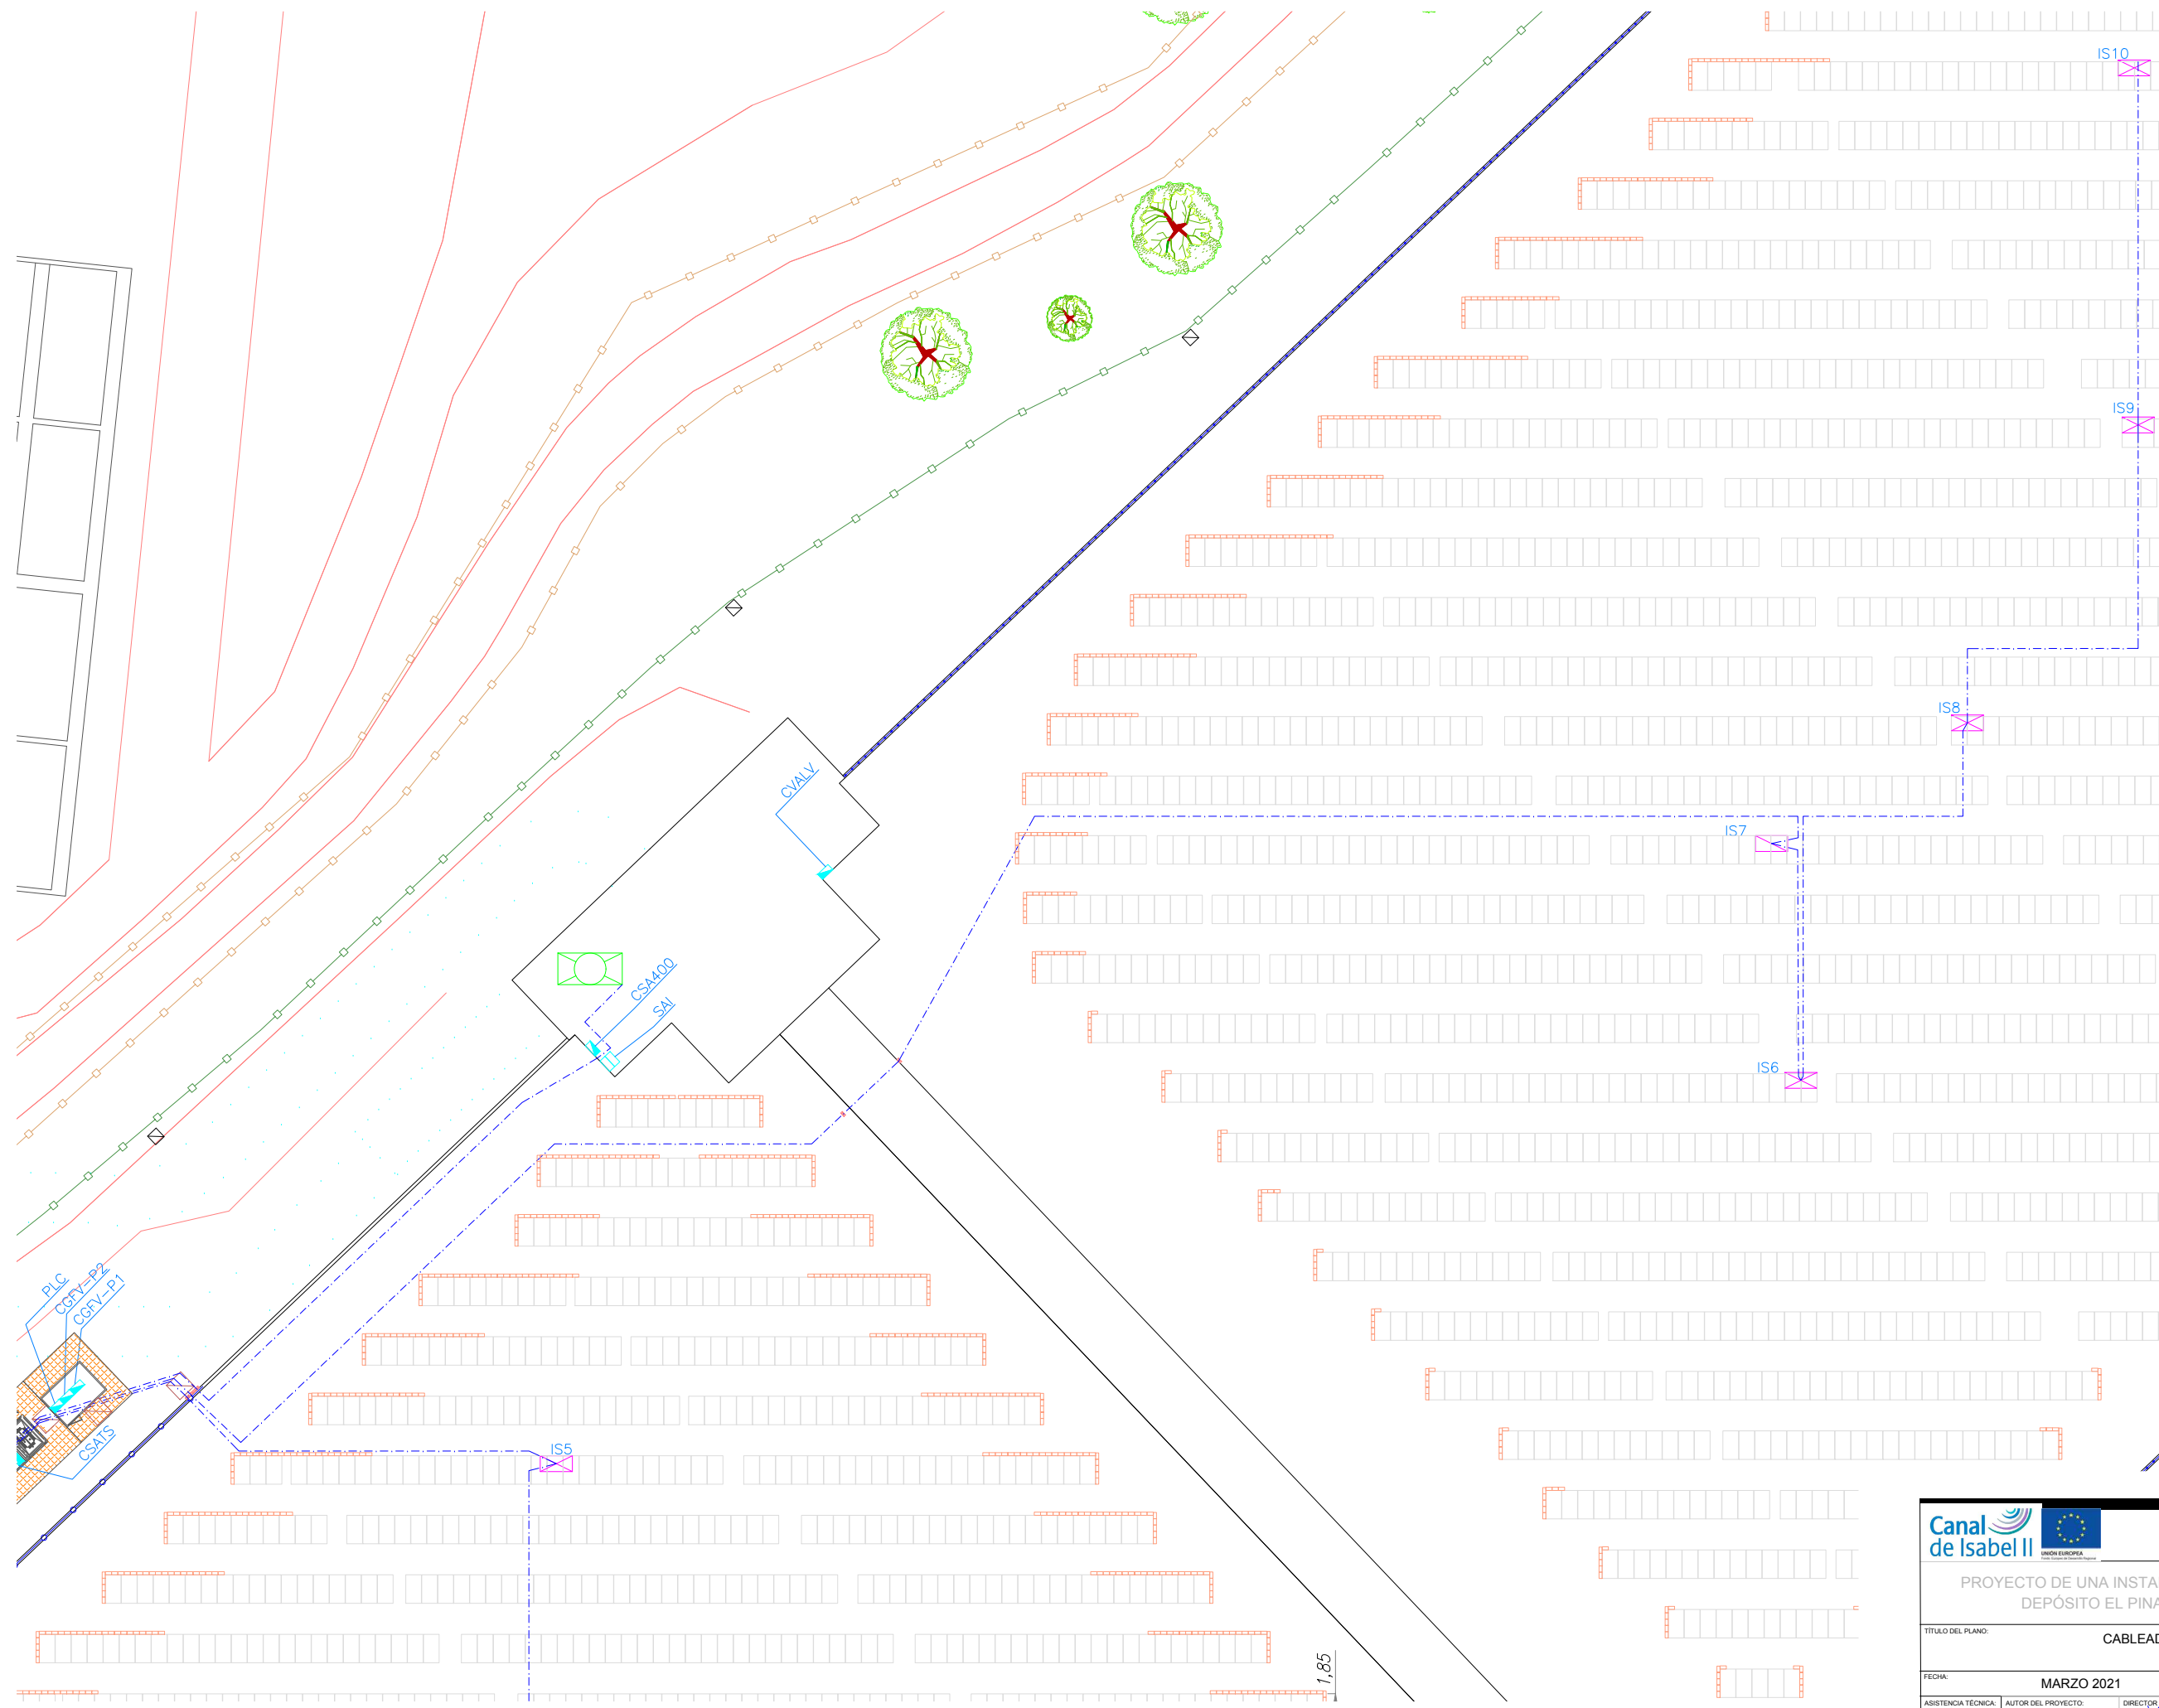 IS10
IS9
IS8
CVALV
IS7
CSA400
SAI
IS6
PLC
CGFV-P2
CGFV-P1
CSATS
IS5
1,85
Canal
de Isabel II
UNIÓN EUROPEA
PROYECTO DE UNA INSTA
DEPÓSITO EL PINA
TÍTULO DEL PLANO:
CABLEAD
FECHA:
MARZO 2021
ASISTENCIA TÉCNICA:
AUTOR DEL PROYECTO:
DIRECTOR